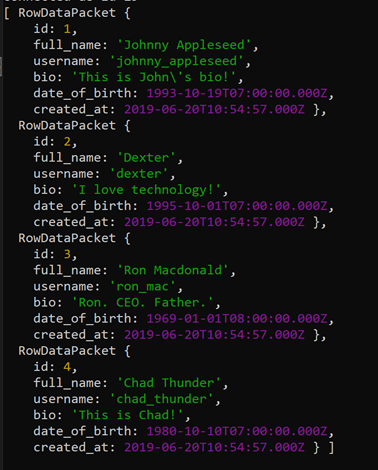 [ RowDataPacket {
id: 1,
full_name: 'Johnny Appleseed',
username: 'johnny_appleseed',
bio: 'This is John\'s bio!',
date_of_birth: 1993-10-19T07:00:00.000Z,
created_at: 2019-06-20T10:54:57.000Z },
RowDataPacket {
id: 2,
full_name: 'Dexter',
username: 'dexter',
bio: 'I love technology!',
date_of_birth: 1995-10-01T07:00:00.000Z,
created_at: 2019-06-20T10:54:57.000Z },
RowDataPacket {
id: 3,
full_name: 'Ron Macdonald',
username: 'ron_mac',
bio: 'Ron. CEO. Father.',
date_of_birth: 1969-01-01T08:00:00.000Z,
created_at: 2019-06-20T10:54:57.000Z },
RowDataPacket {
id: 4,
full_name: 'Chad Thunder',
username: 'chad_thunder',
bio: 'This is Chad!',
date_of_birth: 1980-10-10T07:00:00.000Z,
created_at: 2019-06-20T10:54:57.000Z } ]